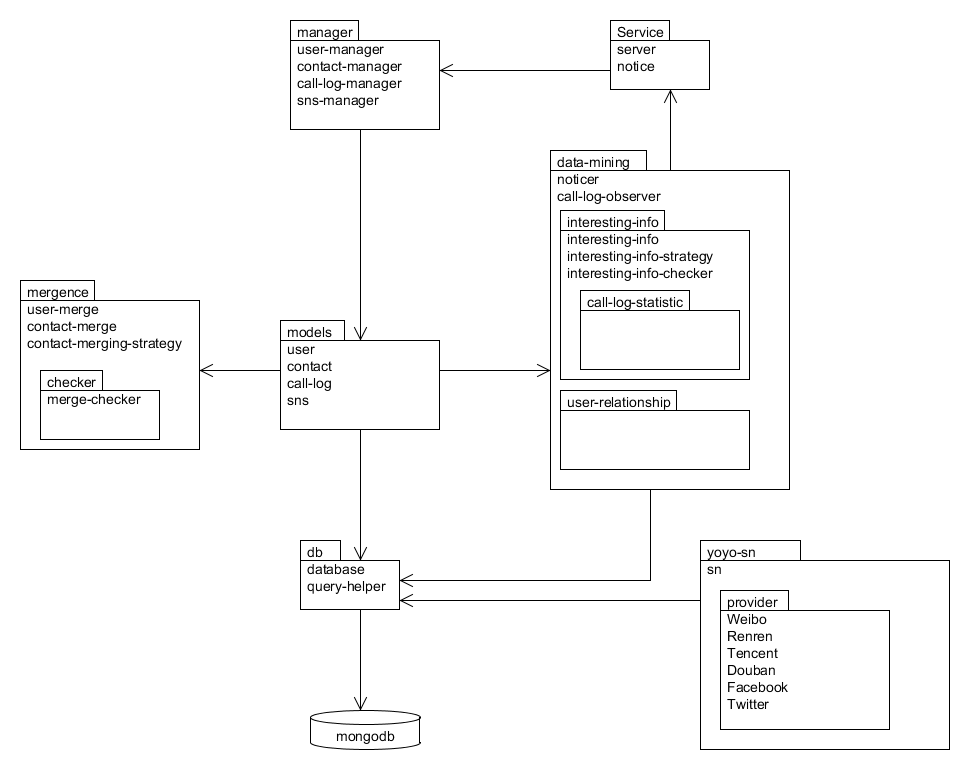 manager
user-manager
contact-manager
call-log-manager
sns-manager
Service
server
notice
data-mining
noticer
call-log-observer
interesting-info
interesting-info
interesting-info-strategy
interesting-info-checker
call-log-statistic
user-relationship
mergence
user-merge
contact-merge
contact-merging-strategy
checker
merge-checker
models
user
contact
call-log
sns
db
database
query-helper
yoyo-sn
sn
provider
Weibo
Renren
Tencent
Douban
Facebook
Twitter
mongodb